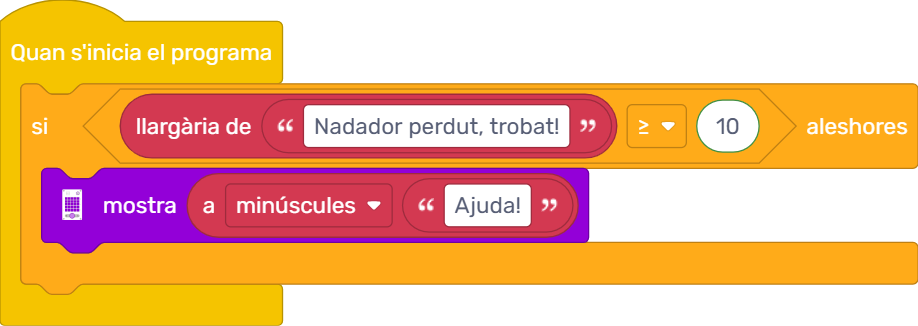 Quan s'inicia el programa
si llargària de “ Nadador perdut, trobat! ” ≥ 10 aleshores
mostra a minúscules “ Ajuda! ”